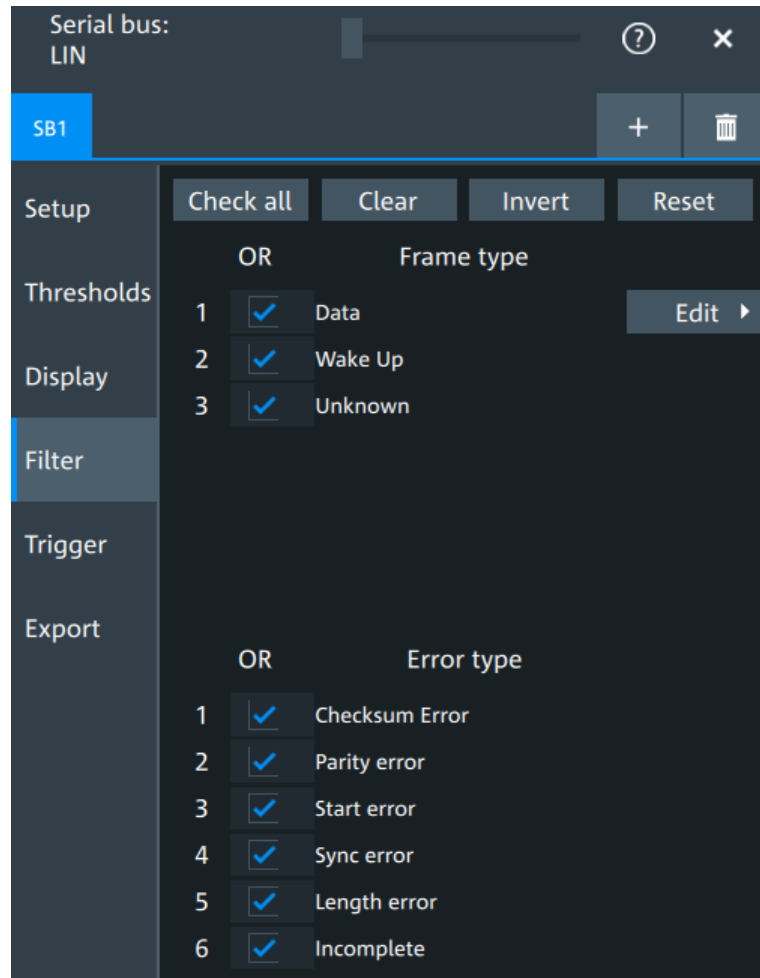 Serial bus:
LIN
?
SB1
+
Setup
Thresholds
Display
Filter
Trigger
Export
Check all Clear Invert Reset
OR Frame type
1 Data Edit
2 Wake Up
3 Unknown
OR Error type
1 Checksum Error
2 Parity error
3 Start error
4 Sync error
5 Length error
6 Incomplete